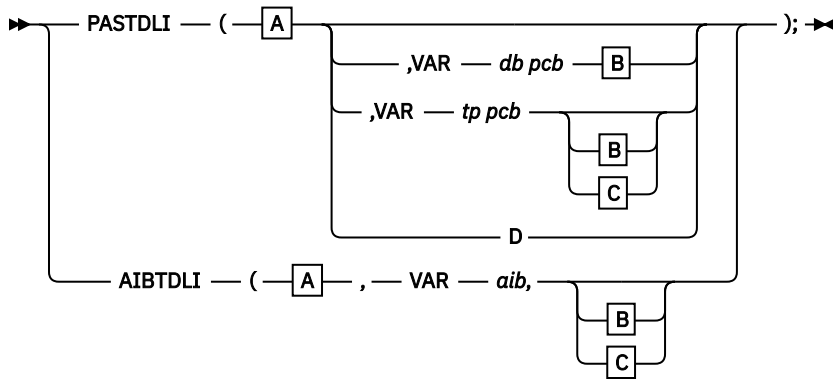 PASTDLI ( A );
,VAR db pcb B
,VAR tp pcb
B
C
D
AIBTDLI ( A , VAR aib,
B
C